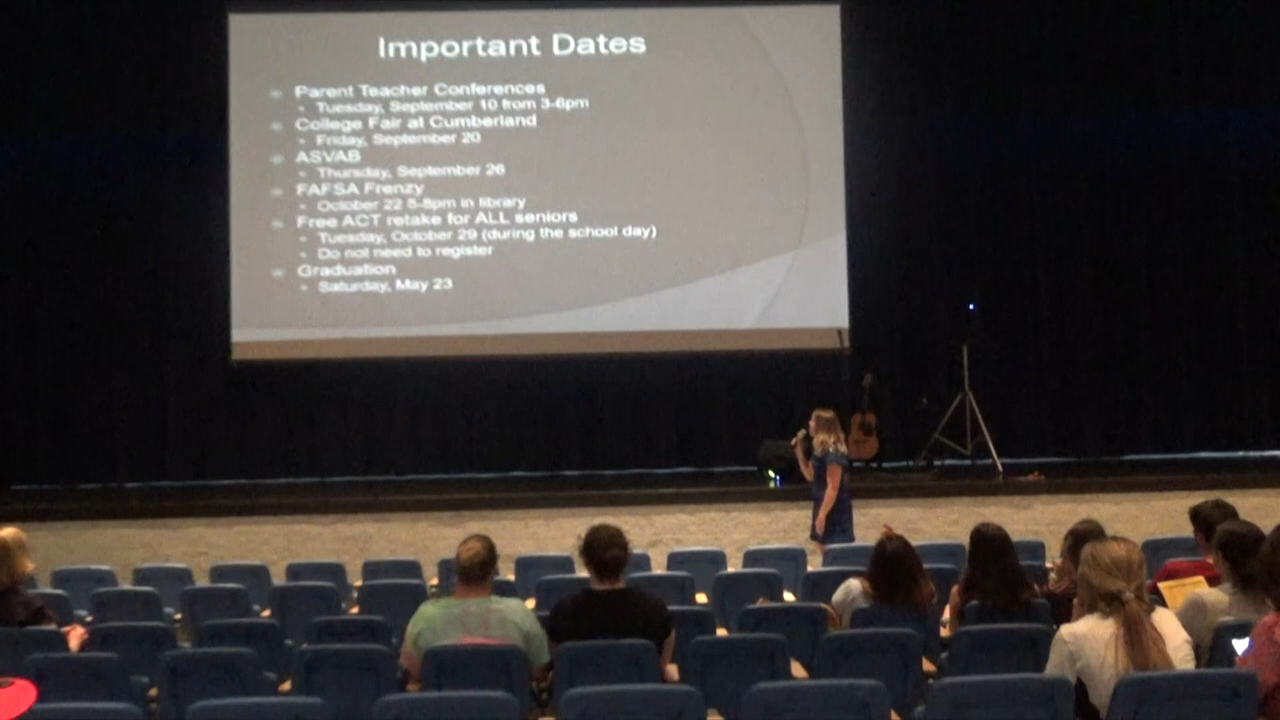 Important Dates
Parent Teacher Conferences
Tuesday, September 10 from 3-6pm
College Fair at Cumberland
Friday, September 20
ASVAB
Thursday, September 26
FAFSA Frenzy
October 22 5-8pm in library
Free ACT retake for ALL seniors
Tuesday, October 29 (during the school day)
Do not need to register
Graduation
Saturday, May 23